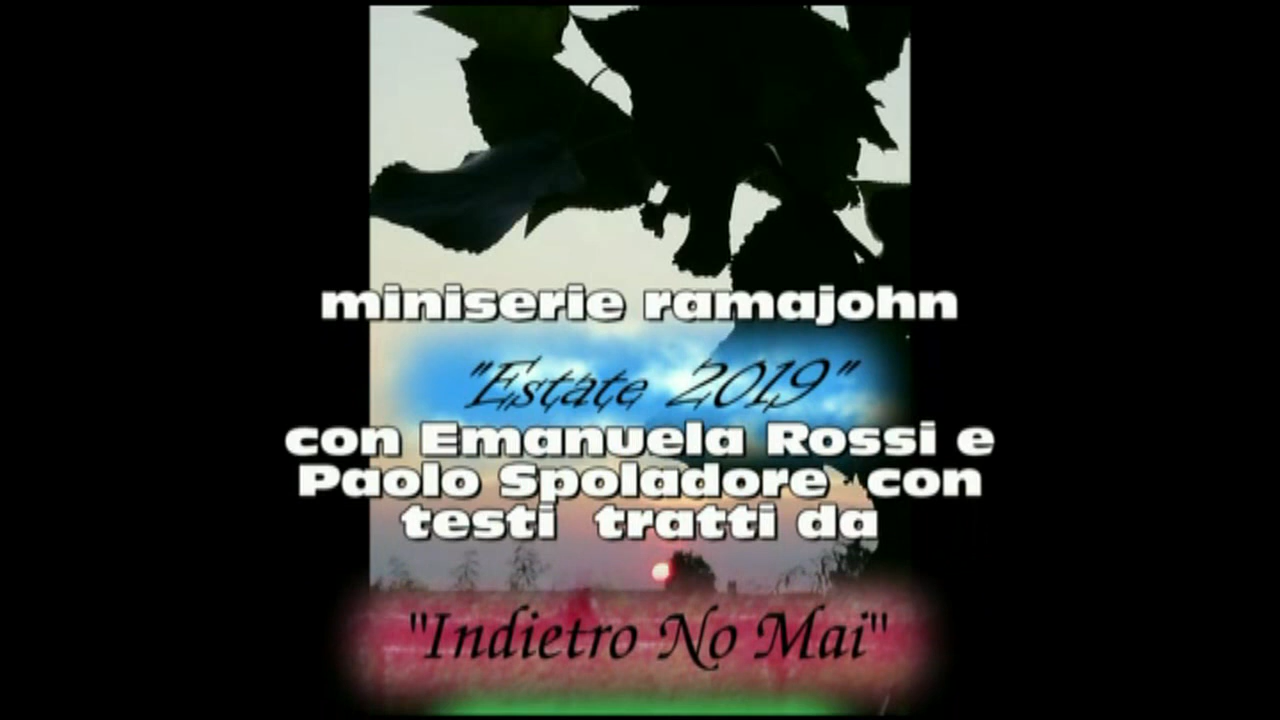 miniserie ramajohn
"Estate 2019"
con Emanuela Rossi e
Paolo Spoladore con
testi tratti da
"Indietro No Mai"